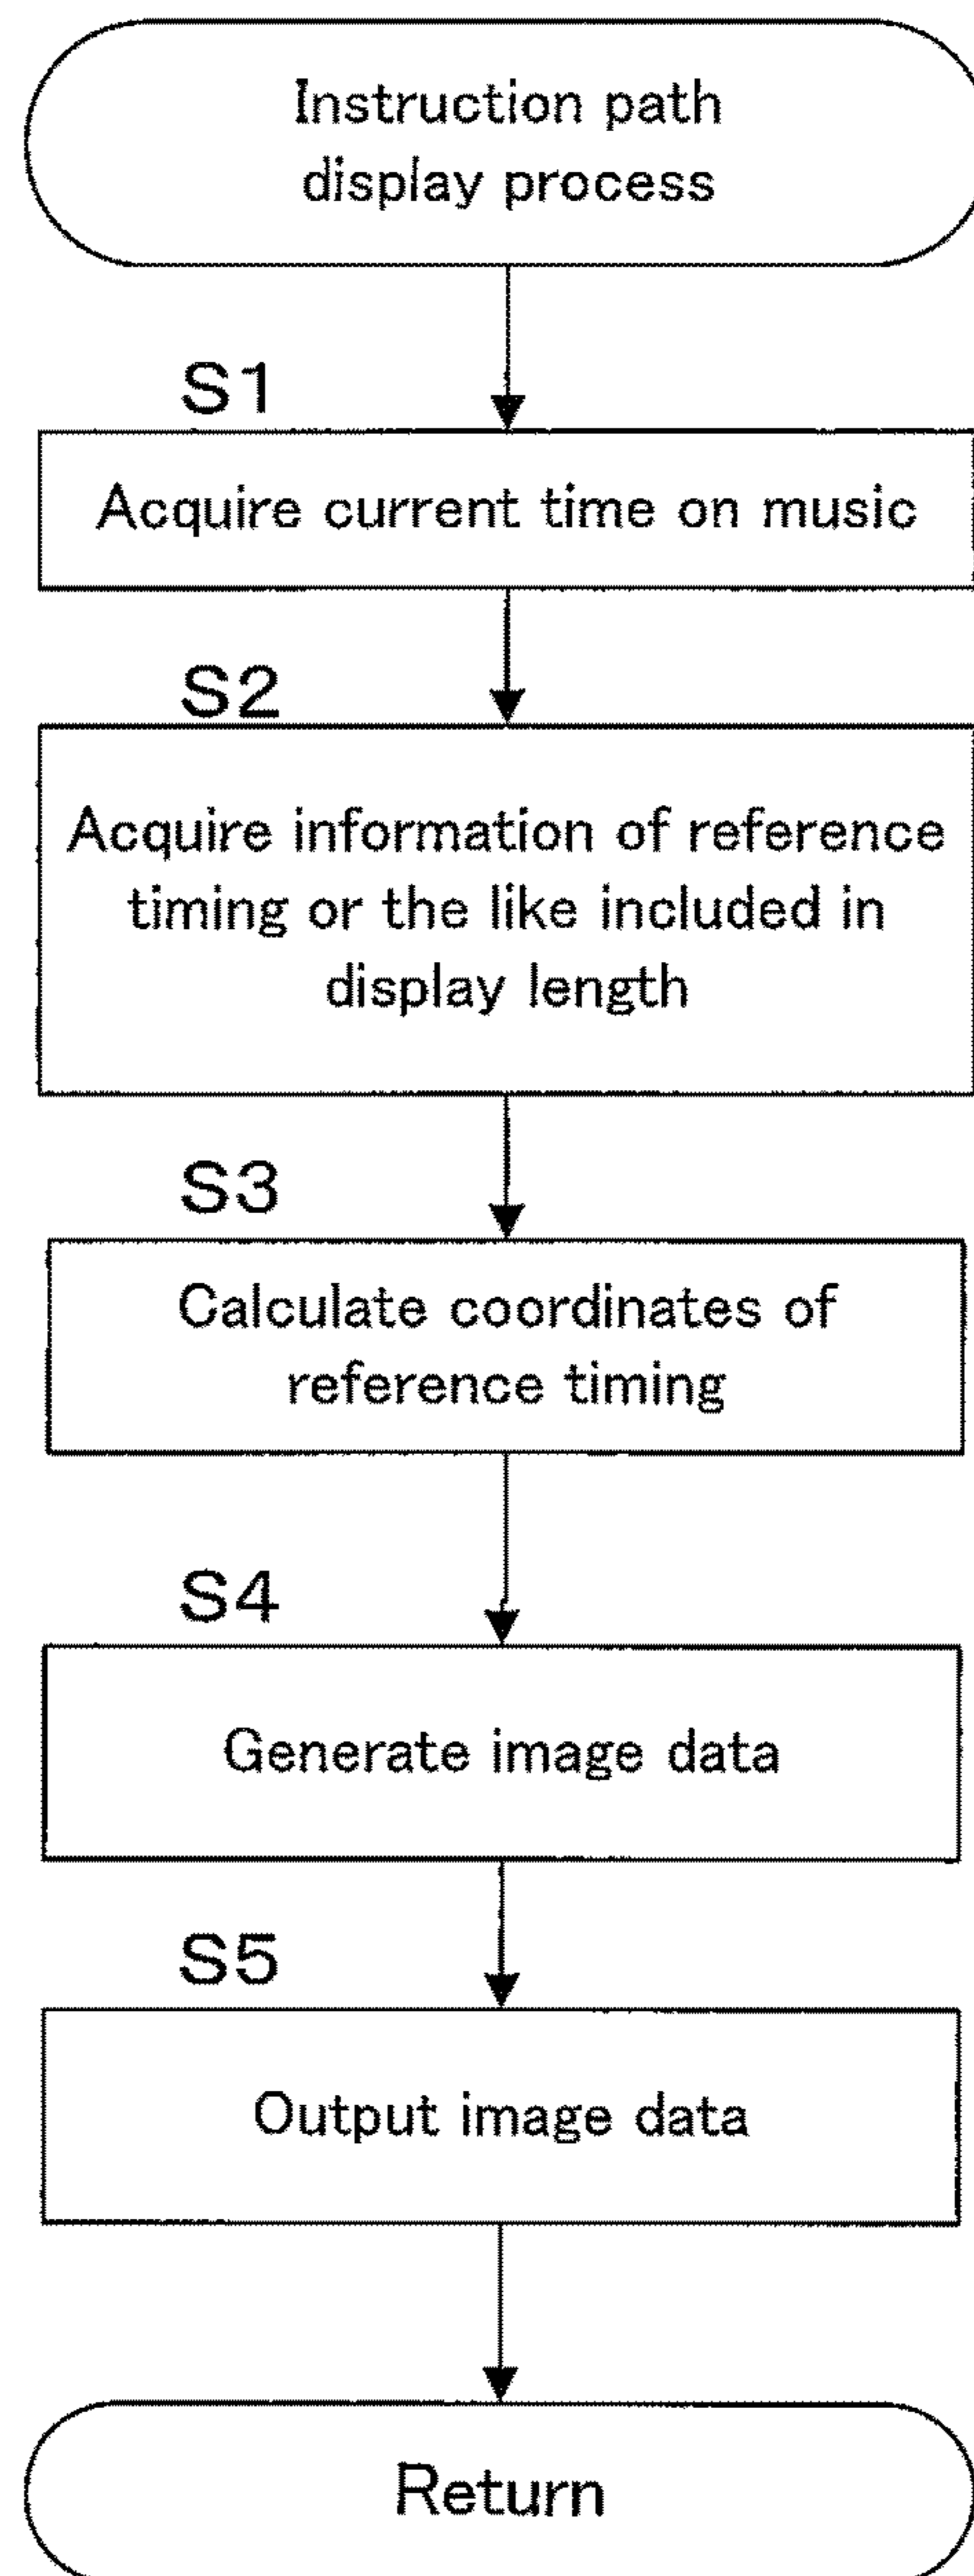 Instruction path
display process
S1
Acquire current time on music
S2
Acquire information of reference
timing or the like included in
display length
S3
Calculate coordinates of
reference timing
S4
Generate image data
S5
Output image data
Return